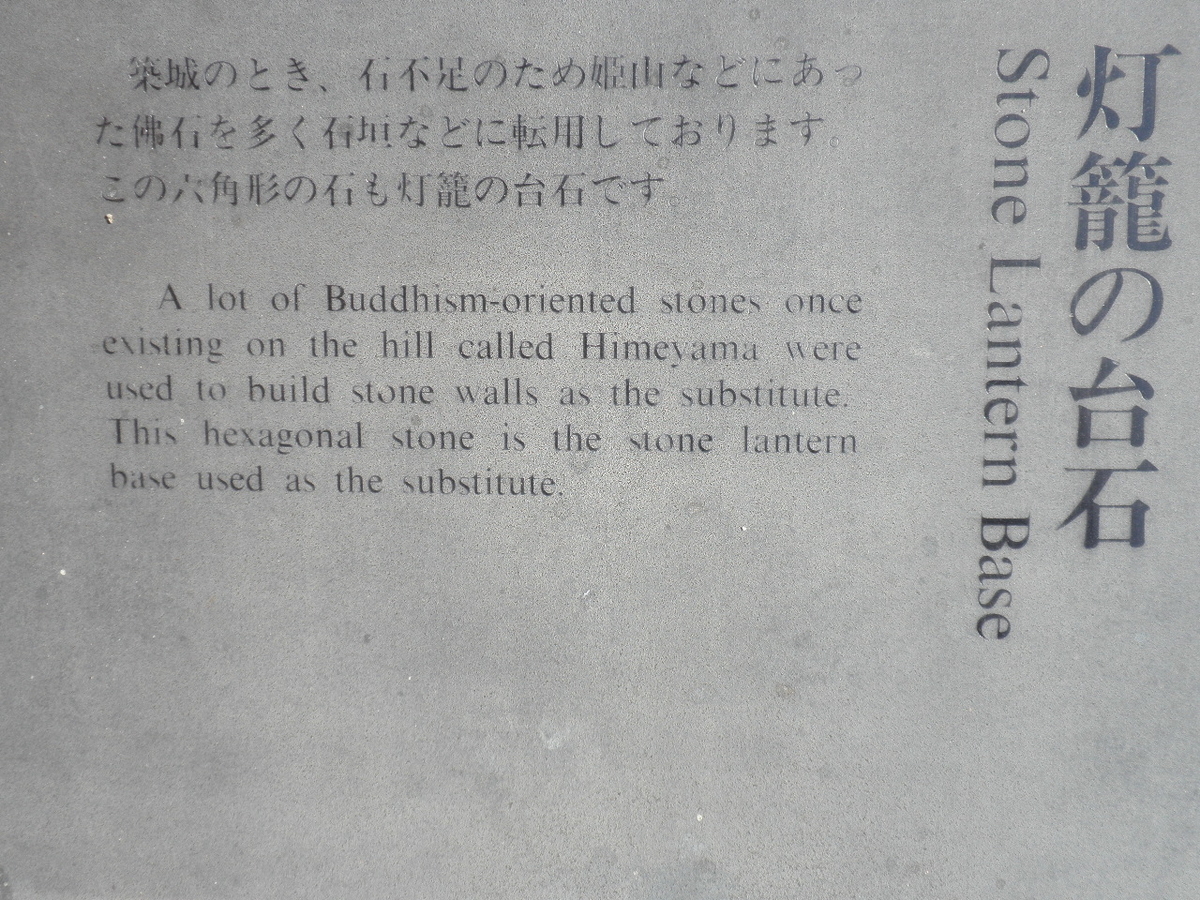 灯籠の台石
Stone Lantern Base
築城のとき、石不足のため姫山などにあっ
た佛石を多く石垣などに転用しております。
この六角形の石も灯籠の台石です。
A lot of Buddhism-oriented stones once
existing on the hill called Himeyama were
used to build stone walls as the substitute.
This hexagonal stone is the stone lantern
base used as the substitute.